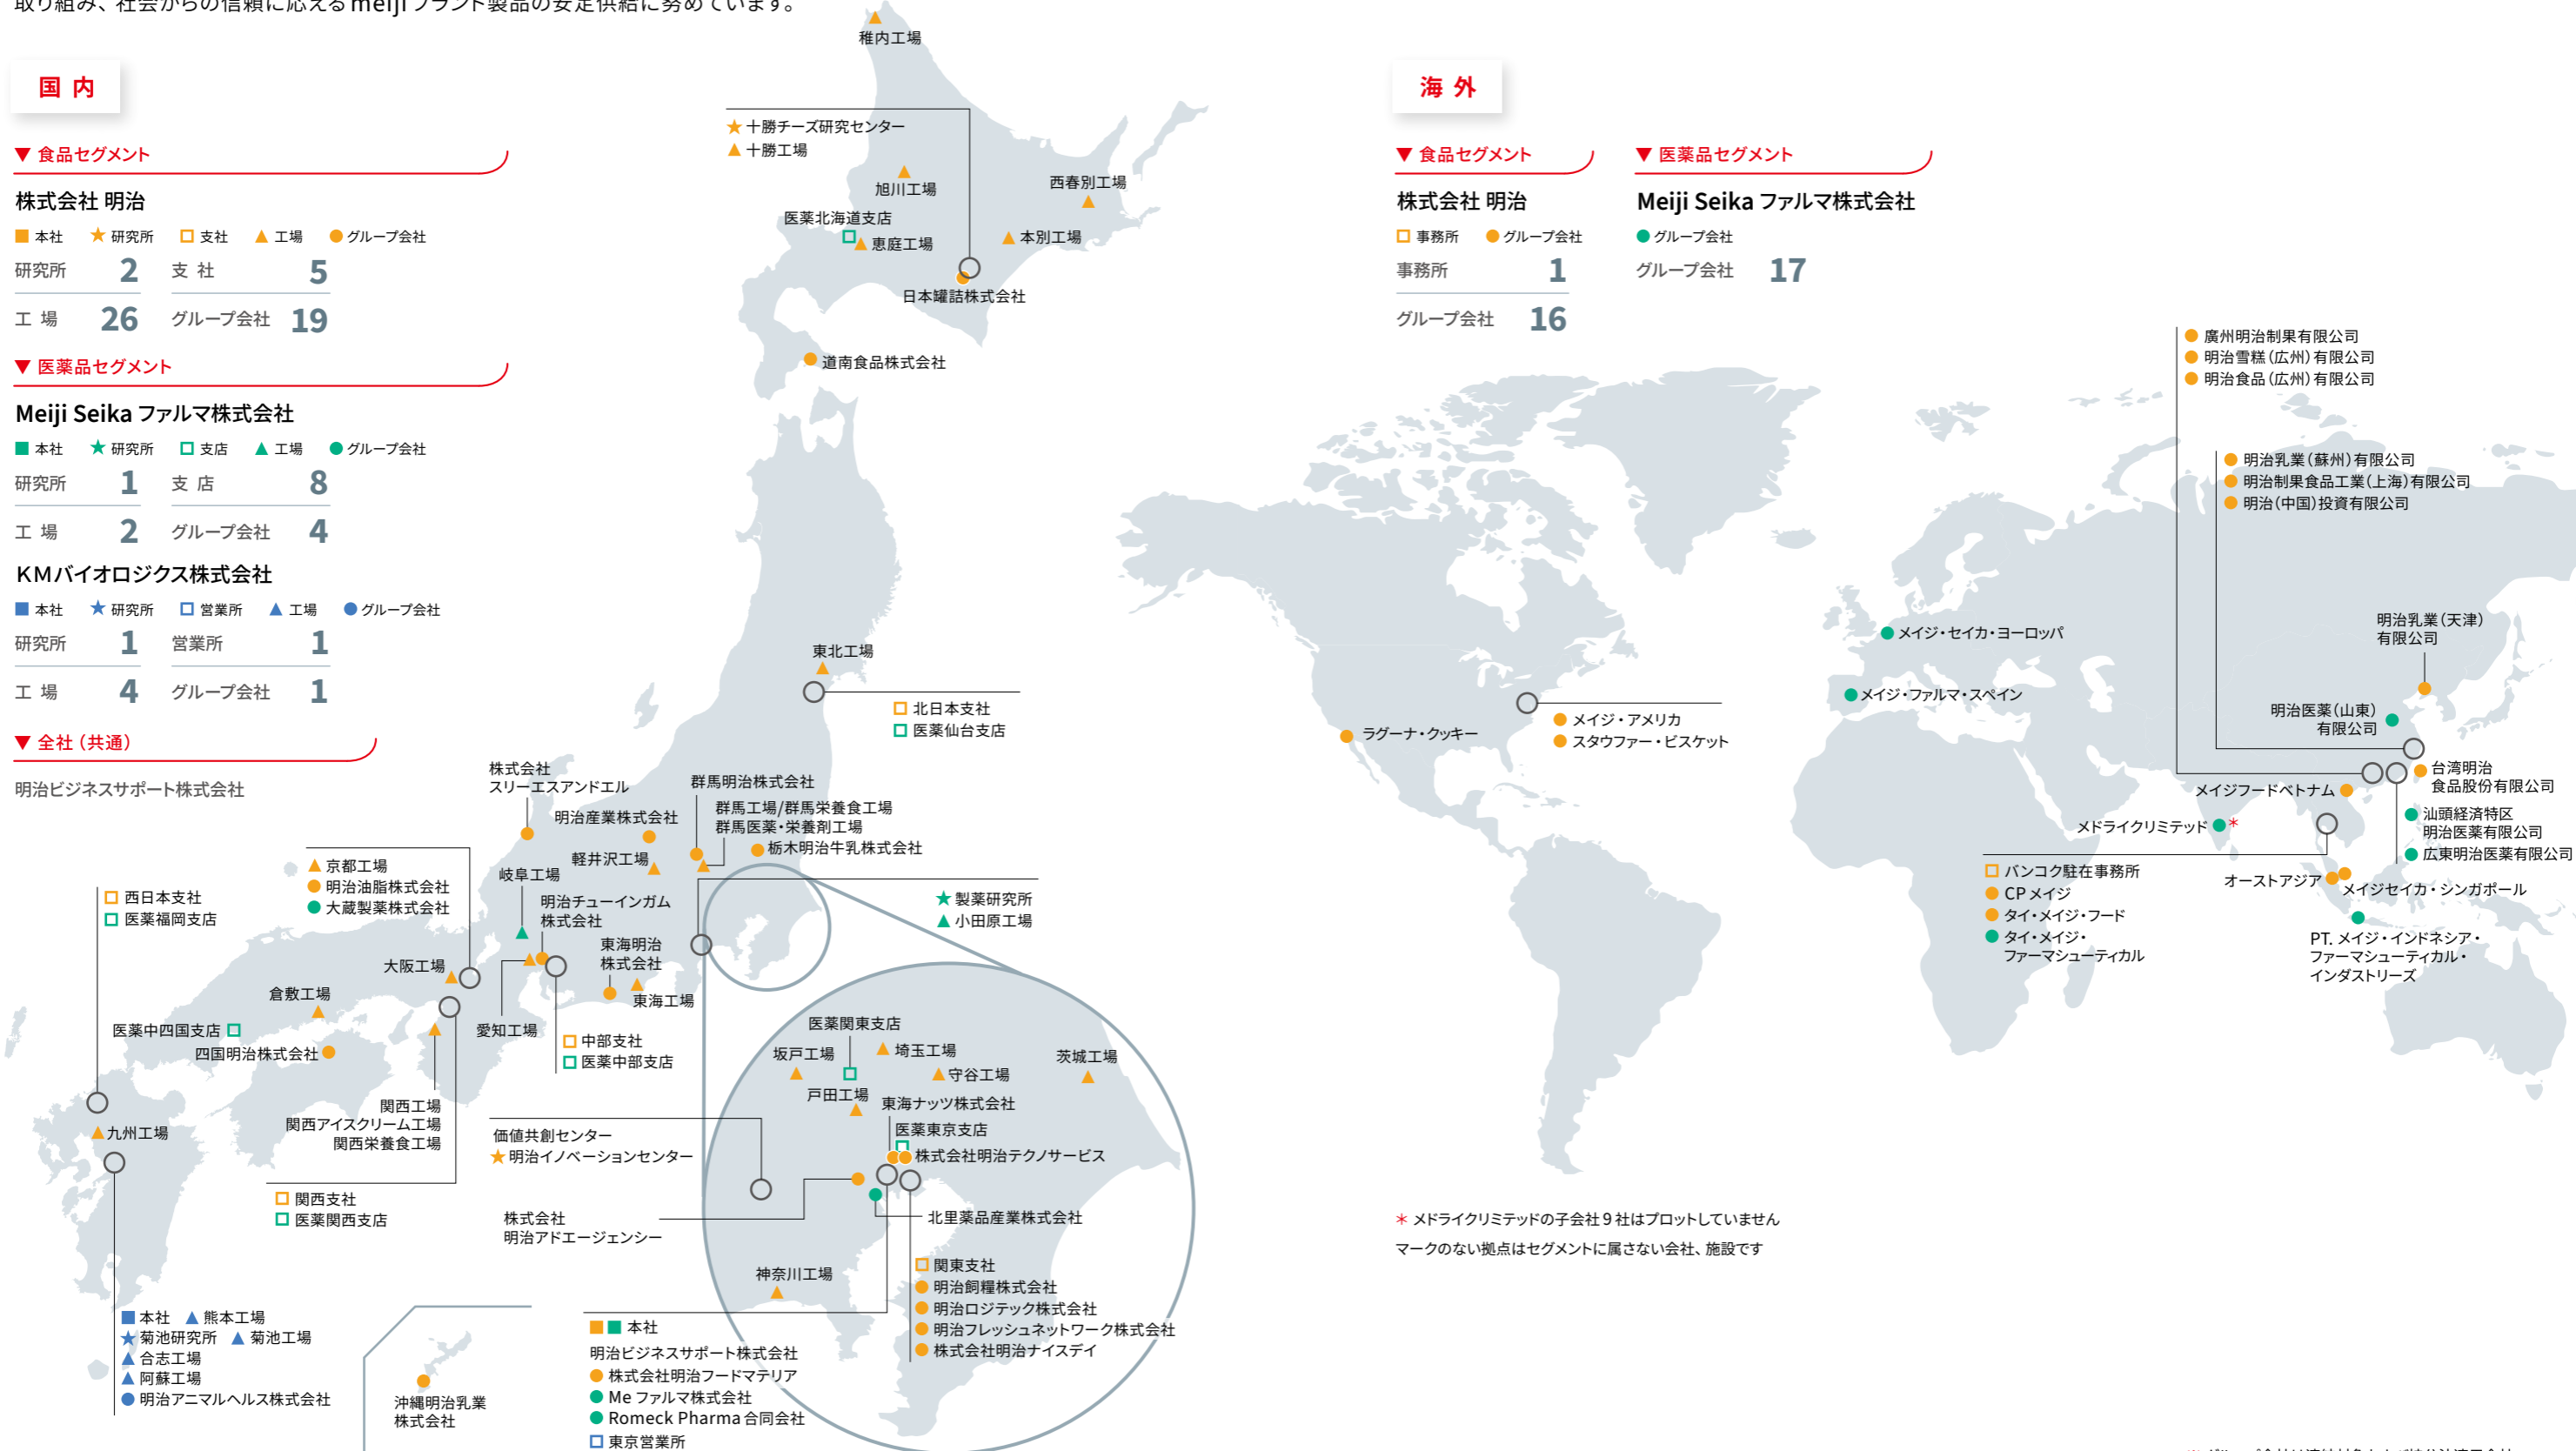 取り組み、社会からの信頼に応えるmeijiブランド製品の安定供給に努めています。
国内
▼ 食品セグメント
株式会社 明治
本社 研究所 支社 工場 グループ会社
研究所 2 支 社 5
工 場 26 グループ会社 19
▼ 医薬品セグメント
Meiji Seika ファルマ株式会社
本社 研究所 支店 工場 グループ会社
研究所 1 支 店 8
工 場 2 グループ会社 4
KMバイオロジクス株式会社
本社 研究所 営業所 工場 グループ会社
研究所 1 営業所 1
工 場 4 グループ会社 1
▼ 全社（共通）
明治ビジネスサポート株式会社
稚内工場
十勝チーズ研究センター
十勝工場
旭川工場
西春別工場
医薬北海道支店
恵庭工場
本別工場
日本罐詰株式会社
道南食品株式会社
東北工場
北日本支社
医薬仙台支店
株式会社
スリーエスアンドエル
群馬明治株式会社
明治産業株式会社
群馬工場/群馬栄養食工場
群馬医薬・栄養剤工場
栃木明治牛乳株式会社
軽井沢工場
京都工場
明治油脂株式会社
大蔵製薬株式会社
岐阜工場
明治チューインガム
株式会社
西日本支社
医薬福岡支店
製薬研究所
小田原工場
東海明治
株式会社
大阪工場
東海工場
倉敷工場
医薬中四国支店
四国明治株式会社
愛知工場
中部支社
医薬中部支店
関西工場
関西アイスクリーム工場
関西栄養食工場
九州工場
関西支社
医薬関西支店
医薬関東支店
坂戸工場
埼玉工場
茨城工場
守谷工場
戸田工場
東海ナッツ株式会社
医薬東京支店
株式会社明治テクノサービス
価値共創センター
明治イノベーションセンター
株式会社
明治アドエージェンシー
北里薬品産業株式会社
神奈川工場
関東支社
明治飼糧株式会社
明治ロジテック株式会社
明治フレッシュネットワーク株式会社
株式会社明治ナイスデイ
本社 熊本工場
菊池研究所 菊池工場
合志工場
阿蘇工場
明治アニマルヘルス株式会社
沖縄明治乳業
株式会社
本社
明治ビジネスサポート株式会社
株式会社明治フードマテリア
Me ファルマ株式会社
Romeck Pharma 合同会社
東京営業所
海外
▼ 食品セグメント
株式会社 明治
事務所 グループ会社
事務所 1
グループ会社 16
▼ 医薬品セグメント
Meiji Seika ファルマ株式会社
グループ会社
グループ会社 17
廣州明治制果有限公司
明治雪糕（広州）有限公司
明治食品（広州）有限公司
明治乳業（蘇州）有限公司
明治制果食品工業（上海）有限公司
明治（中国）投資有限公司
明治乳業（天津）
有限公司
メイジ・セイカ・ヨーロッパ
メイジ・ファルマ・スペイン
明治医薬（山東）
有限公司
ラグーナ・クッキー
メイジ・アメリカ
スタウファー・ビスケット
台湾明治
食品股份有限公司
メイジフードベトナム
汕頭経済特区
明治医薬有限公司
広東明治医薬有限公司
メドライクリミテッド＊
バンコク駐在事務所
CP メイジ
タイ・メイジ・フード
タイ・メイジ・
ファーマシューティカル
オーストアジア
メイジセイカ・シンガポール
PT. メイジ・インドネシア・
ファーマシューティカル・
インダストリーズ
＊ メドライクリミテッドの子会社 9 社はプロットしていません
マークのない拠点はセグメントに属さない会社、施設です